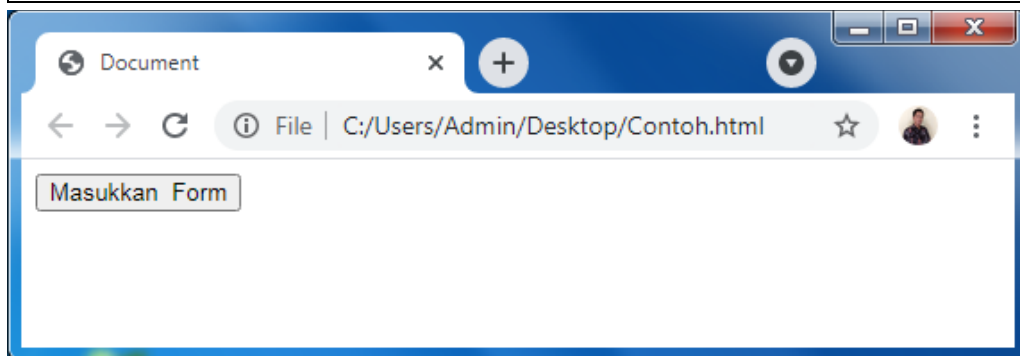 Document
File | C:/Users/Admin/Desktop/Contoh.html
Masukkan Form